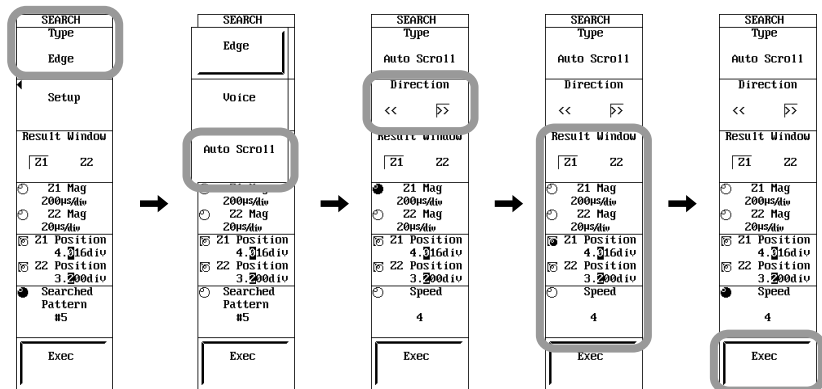 SEARCH
Type
Edge
Setup
Result Window
Z1 Z2
Z1 Mag
200µs/div
Z2 Mag
20µs/div
Z1 Position
4.016div
Z2 Position
3.200div
Searched
Pattern
#5
Exec
SEARCH
Edge
Voice
Auto Scroll
Z1 Mag
200µs/div
Z2 Mag
20µs/div
Z1 Position
4.016div
Z2 Position
3.200div
Searched
Pattern
#5
Exec
SEARCH
Type
Auto Scroll
Direction
<< >>
Result Window
Z1 Z2
Z1 Mag
200µs/div
Z2 Mag
20µs/div
Z1 Position
4.016div
Z2 Position
3.200div
Speed
4
Exec
SEARCH
Type
Auto Scroll
Direction
<< >>
Result Window
Z1 Z2
Z1 Mag
200µs/div
Z2 Mag
20µs/div
Z1 Position
4.016div
Z2 Position
3.200div
Speed
4
Exec
SEARCH
Type
Auto Scroll
Direction
<< >>
Result Window
Z1 Z2
Z1 Mag
200µs/div
Z2 Mag
20µs/div
Z1 Position
4.016div
Z2 Position
3.200div
Speed
4
Exec